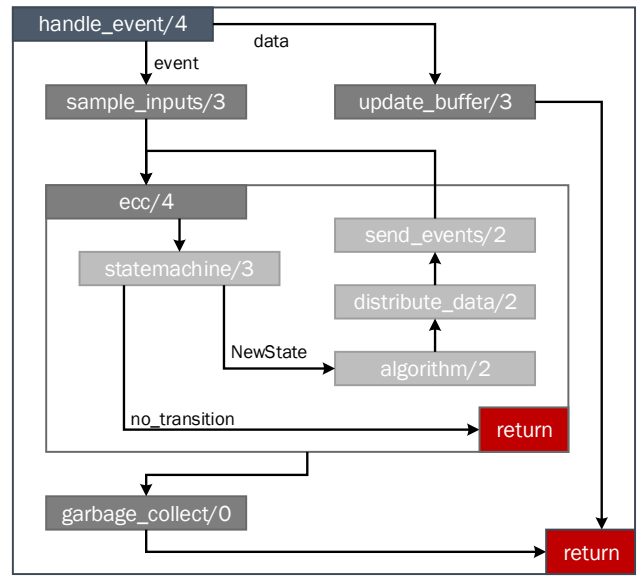 handle_event/4
data
event
sample_inputs/3
update_buffer/3
ecc/4
send_events/2
statemachine/3
distribute_data/2
NewState
algorithm/2
no_transition
return
garbage_collect/0
return